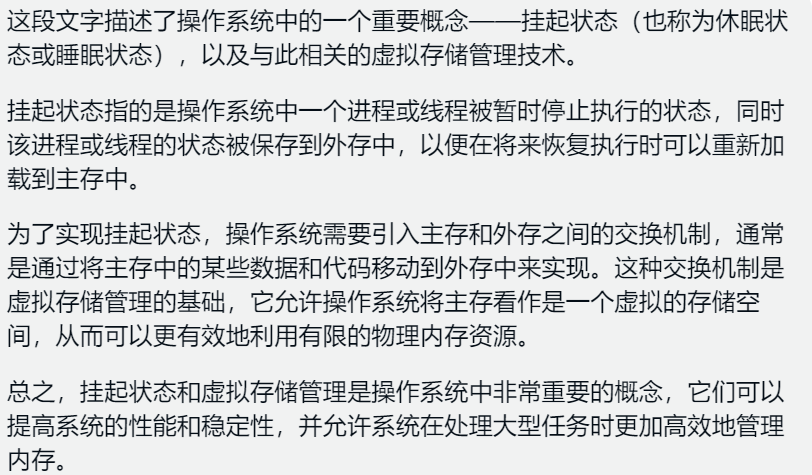 这段文字描述了操作系统中的一个重要概念——挂起状态（也称为休眠状
态或睡眠状态），以及与此相关的虚拟存储管理技术。
挂起状态指的是操作系统中一个进程或线程被暂时停止执行的状态，同时
该进程或线程的状态被保存到外存中，以便在将来恢复执行时可以重新加
载到主存中。
为了实现挂起状态，操作系统需要引入主存和外存之间的交换机制，通常
是通过将主存中的某些数据和代码移动到外存中来实现。这种交换机制是
虚拟存储管理的基础，它允许操作系统将主存看作是一个虚拟的存储空
间，从而可以更有效地利用有限的物理内存资源。
总之，挂起状态和虚拟存储管理是操作系统中非常重要的概念，它们可以
提高系统的性能和稳定性，并允许系统在处理大型任务时更加高效地管理
内存。